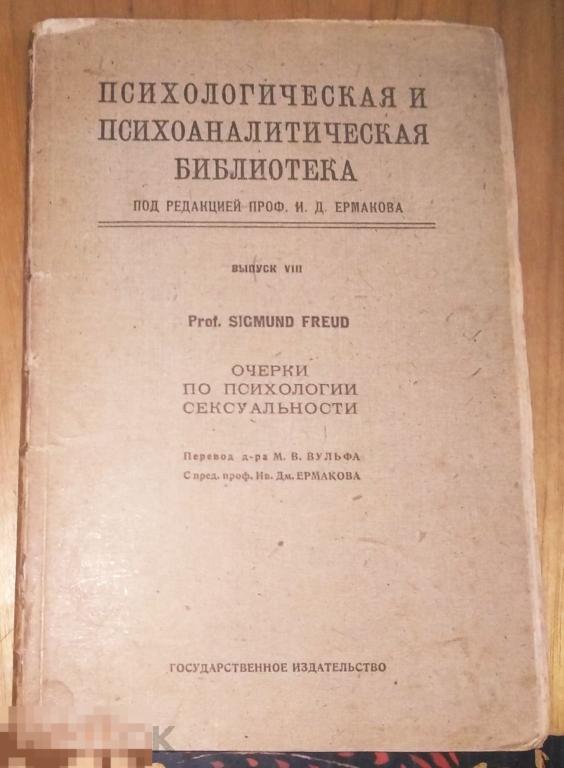 ПСИХОЛОГИЧЕСКАЯ И
ПСИХОАНАЛИТИЧЕСКАЯ
БИБЛИОТЕКА
ПОД РЕДАКЦИЕЙ ПРОФ. И. Д. ЕРМАКОВА
ВЫПУСК VIII
Prof. SIGMUND FREUD
ОЧЕРКИ
ПО ПСИХОЛОГИИ
СЕКСУАЛЬНОСТИ
Перевод д-ра М. В. ВУЛЬФА
С пред. проф. Ив. Дм. ЕРМАКОВА
ГОСУДАРСТВЕННОЕ ИЗДАТЕЛЬСТВО